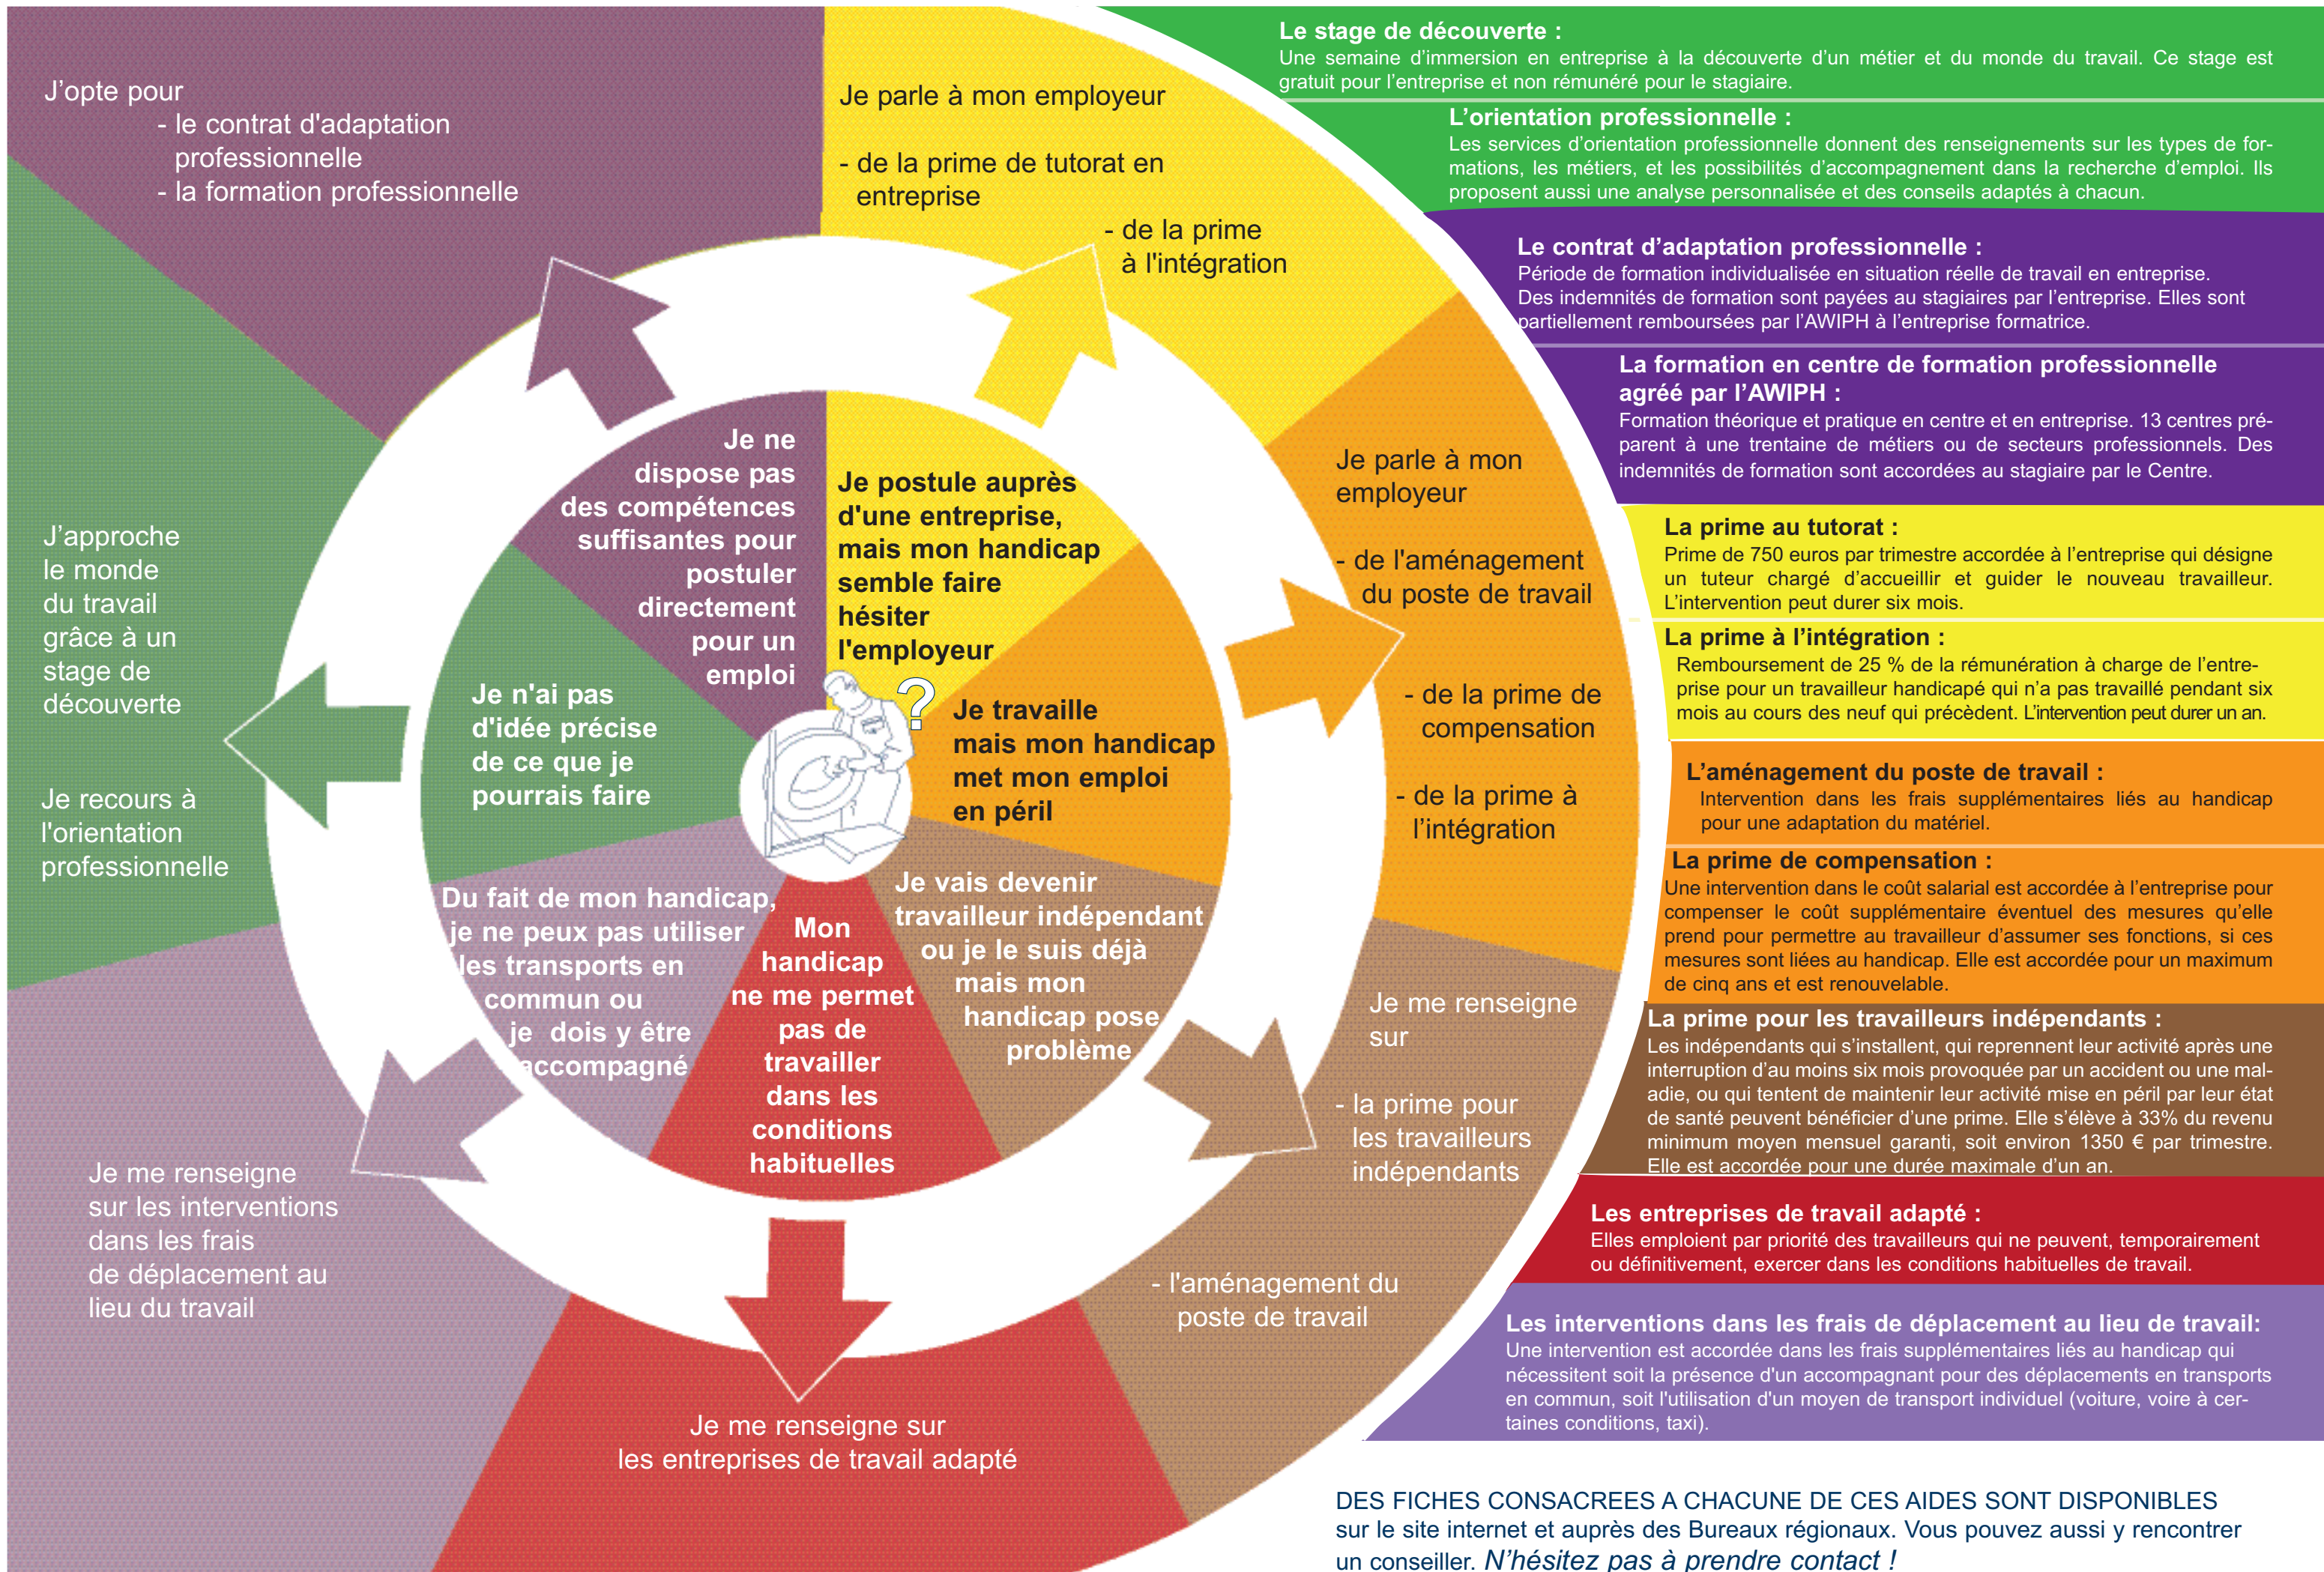 J'opte pour
- le contrat d'adaptation
professionnelle
- la formation professionnelle
Je parle à mon employeur
- de la prime de tutorat en
entreprise
- de la prime
à l'intégration
Je parle à mon
employeur
- de l'aménagement
du poste de travail
- de la prime de
compensation
- de la prime à
l'intégration
Je me renseigne
sur
- la prime pour
les travailleurs
indépendants
- l'aménagement du
poste de travail
Je me renseigne sur
les entreprises de travail adapté
Je me renseigne
sur les interventions
dans les frais
de déplacement au
lieu du travail
J'approche
le monde
du travail
grâce à un
stage de
découverte
Je recours à
l'orientation
professionnelle
Je ne
dispose pas
des compétences
suffisantes pour
postuler
directement
pour un
emploi
Je postule auprès
d'une entreprise,
mais mon handicap
semble faire
hésiter
l'employeur
?
Je travaille
mais mon handicap
met mon emploi
en péril
Je vais devenir
travailleur indépendant
ou je le suis déjà
mais mon
handicap pose
problème
Mon
handicap
ne me permet
pas de
travailler
dans les
conditions
habituelles
Du fait de mon handicap,
je ne peux pas utiliser
les transports en
commun ou
je dois y être
accompagné
Je n'ai pas
d'idée précise
de ce que je
pourrais faire
Le stage de découverte :
Une semaine d'immersion en entreprise à la découverte d'un métier et du monde du travail. Ce stage est
gratuit pour l'entreprise et non rémunéré pour le stagiaire.
L'orientation professionnelle :
Les services d'orientation professionnelle donnent des renseignements sur les types de for-
mations, les métiers, et les possibilités d'accompagnement dans la recherche d'emploi. Ils
proposent aussi une analyse personnalisée et des conseils adaptés à chacun.
Le contrat d'adaptation professionnelle :
Période de formation individualisée en situation réelle de travail en entreprise.
Des indemnités de formation sont payées au stagiaires par l'entreprise. Elles sont
partiellement remboursées par l'AWIPH à l'entreprise formatrice.
La formation en centre de formation professionnelle
agréé par l'AWIPH :
Formation théorique et pratique en centre et en entreprise. 13 centres pré-
parent à une trentaine de métiers ou de secteurs professionnels. Des
indemnités de formation sont accordées au stagiaire par le Centre.
La prime au tutorat :
Prime de 750 euros par trimestre accordée à l'entreprise qui désigne
un tuteur chargé d'accueillir et guider le nouveau travailleur.
L'intervention peut durer six mois.
La prime à l'intégration :
Remboursement de 25 % de la rémunération à charge de l'entre-
prise pour un travailleur handicapé qui n'a pas travaillé pendant six
mois au cours des neuf qui précèdent. L'intervention peut durer un an.
L'aménagement du poste de travail :
Intervention dans les frais supplémentaires liés au handicap
pour une adaptation du matériel.
La prime de compensation :
Une intervention dans le coût salarial est accordée à l'entreprise pour
compenser le coût supplémentaire éventuel des mesures qu'elle
prend pour permettre au travailleur d'assumer ses fonctions, si ces
mesures sont liées au handicap. Elle est accordée pour un maximum
de cinq ans et est renouvelable.
La prime pour les travailleurs indépendants :
Les indépendants qui s'installent, qui reprennent leur activité après une
interruption d'au moins six mois provoquée par un accident ou une mal-
adie, ou qui tentent de maintenir leur activité mise en péril par leur état
de santé peuvent bénéficier d'une prime. Elle s'élève à 33% du revenu
minimum moyen mensuel garanti, soit environ 1350 € par trimestre.
Elle est accordée pour une durée maximale d'un an.
Les entreprises de travail adapté :
Elles emploient par priorité des travailleurs qui ne peuvent, temporairement
ou définitivement, exercer dans les conditions habituelles de travail.
Les interventions dans les frais de déplacement au lieu de travail:
Une intervention est accordée dans les frais supplémentaires liés au handicap qui
nécessitent soit la présence d'un accompagnant pour des déplacements en transports
en commun, soit l'utilisation d'un moyen de transport individuel (voiture, voire à cer-
taines conditions, taxi).
DES FICHES CONSACREES A CHACUNE DE CES AIDES SONT DISPONIBLES
sur le site internet et auprès des Bureaux régionaux. Vous pouvez aussi y rencontrer
un conseiller. N'hésitez pas à prendre contact !